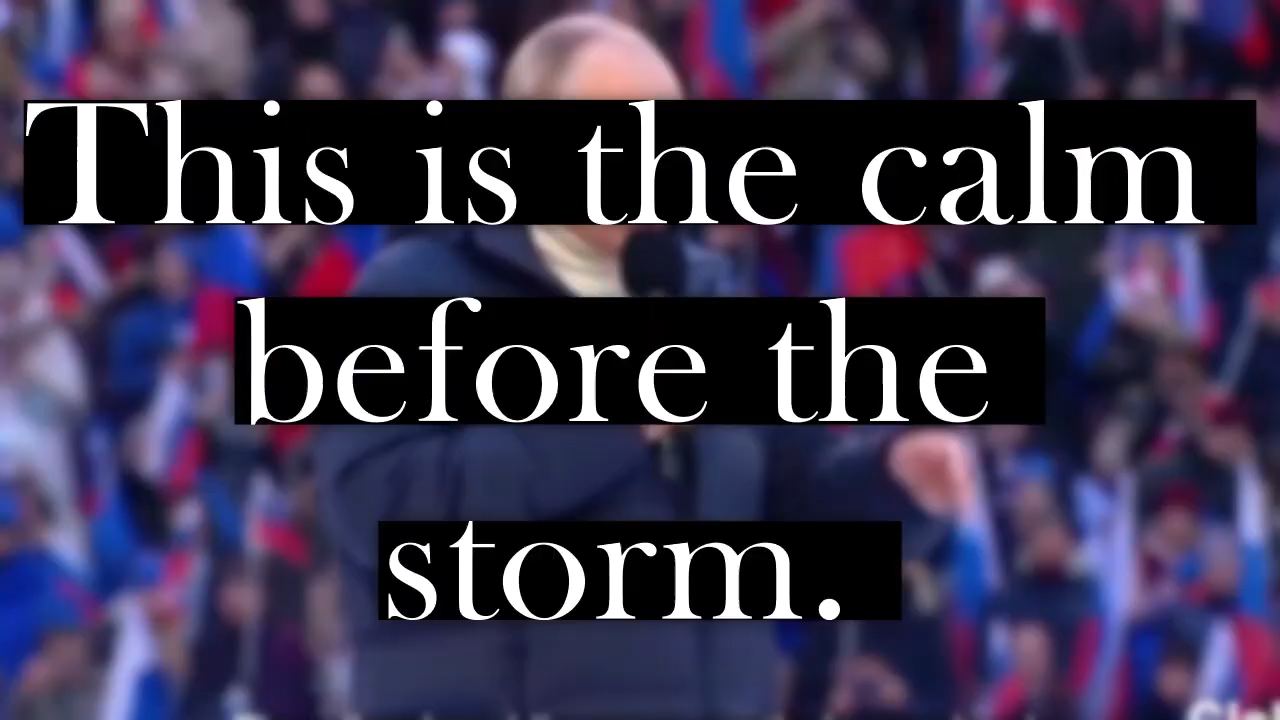 This is the calm
before the
storm.